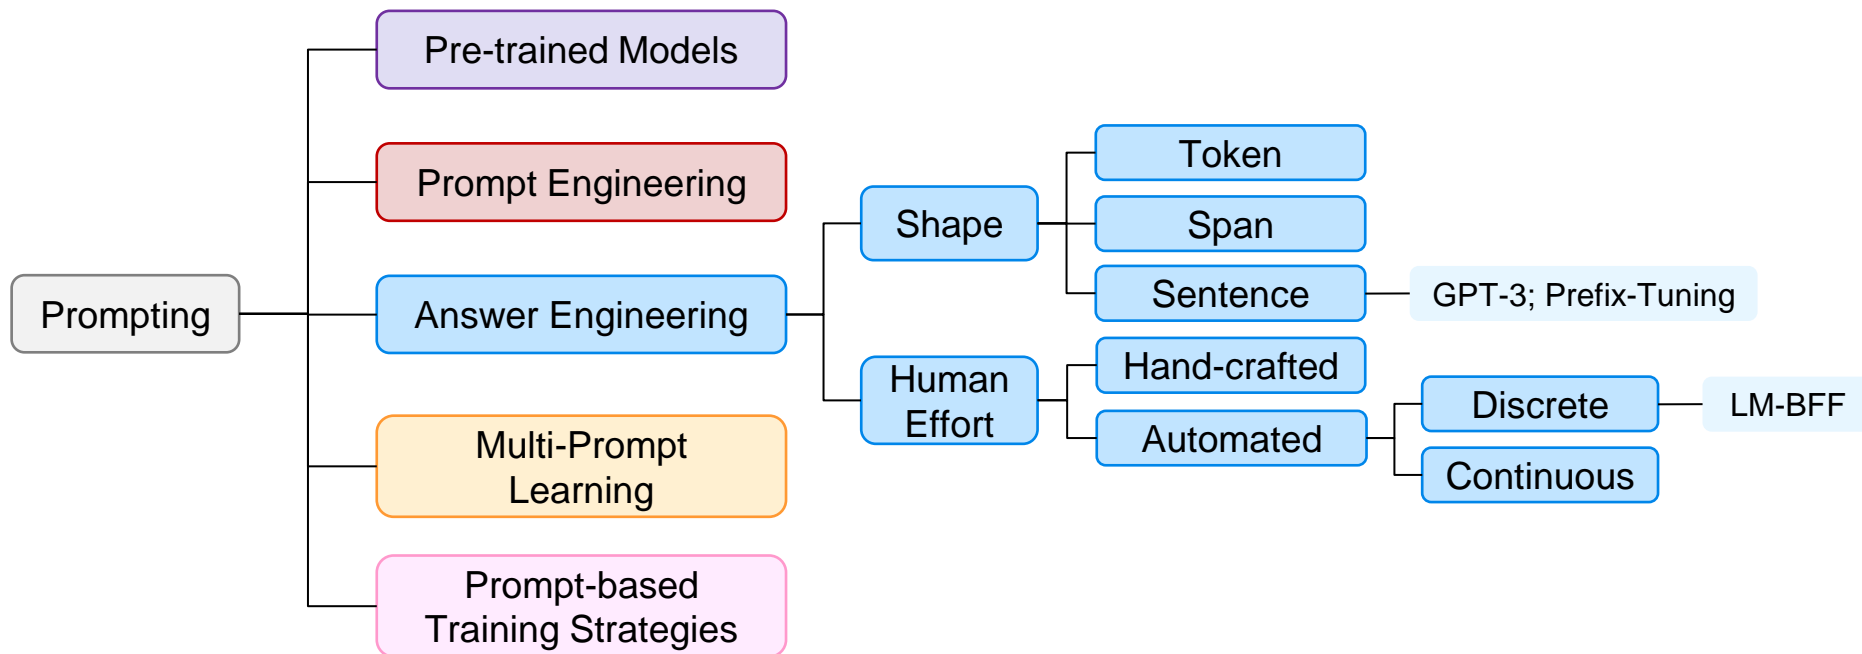 Prompting
Pre-trained Models
Prompt Engineering
Answer Engineering
Multi-Prompt
Learning
Prompt-based
Training Strategies
Shape
Human
Effort
Token
Span
Sentence
GPT-3; Prefix-Tuning
Hand-crafted
Automated
Discrete
LM-BFF
Continuous